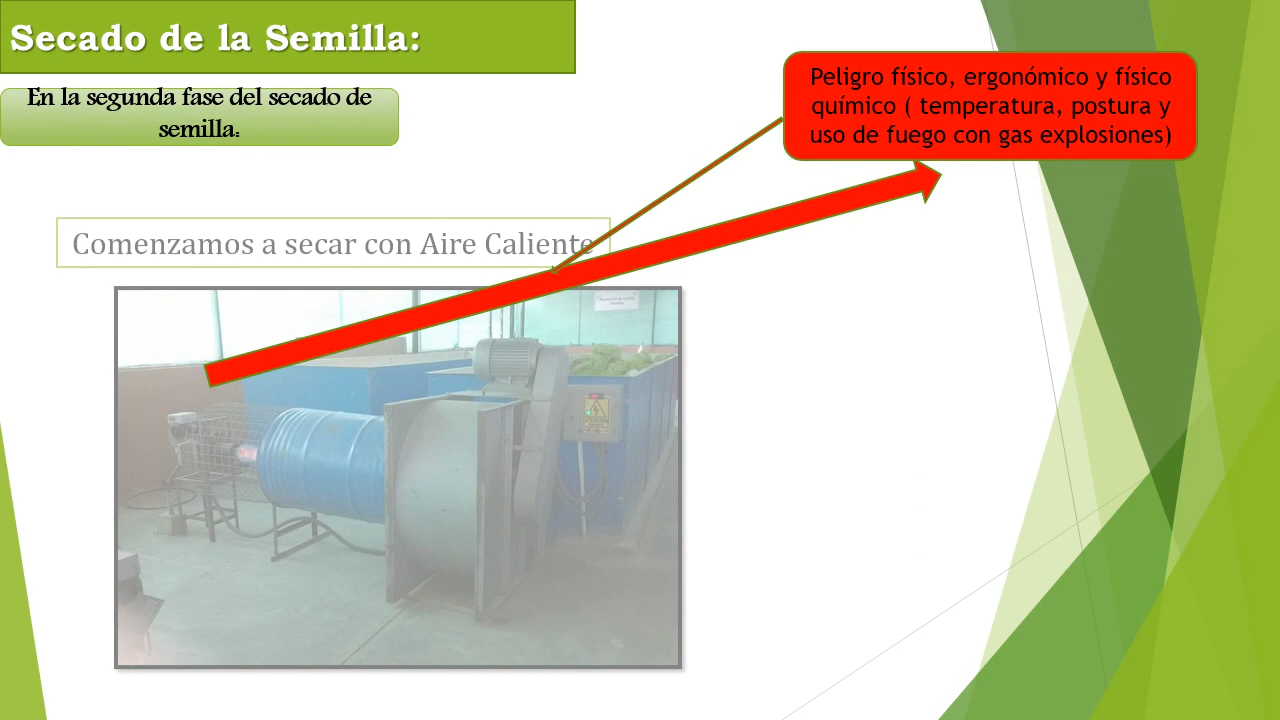 Secado de la Semilla:
En la segunda fase del secado de
semilla.
Peligro físico, ergonómico y físico
químico ( temperatura, postura y
uso de fuego con gas explosiones)
Comenzamos a secar con Aire Caliente